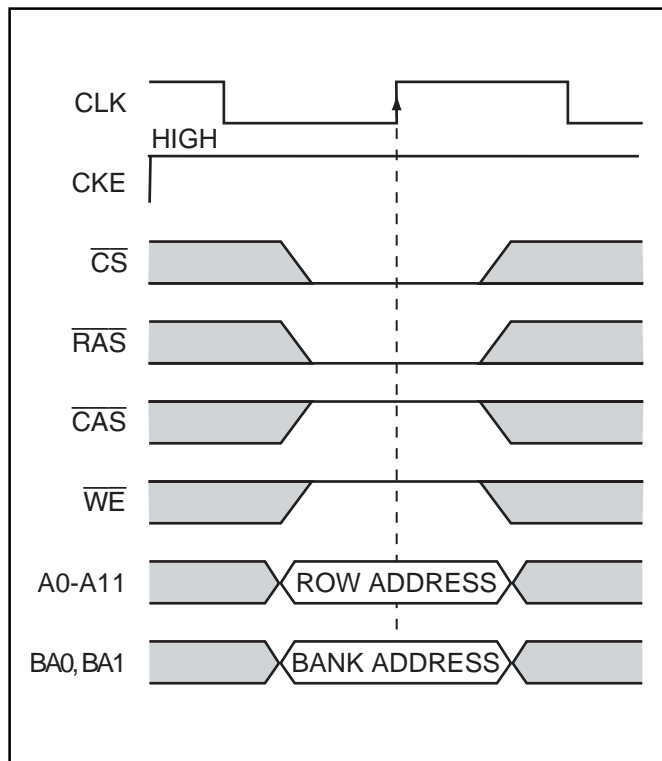 CLK
HIGH
CKE
CS
RAS
CAS
WE
A0-A11
ROW ADDRESS
BA0, BA1
BANK ADDRESS